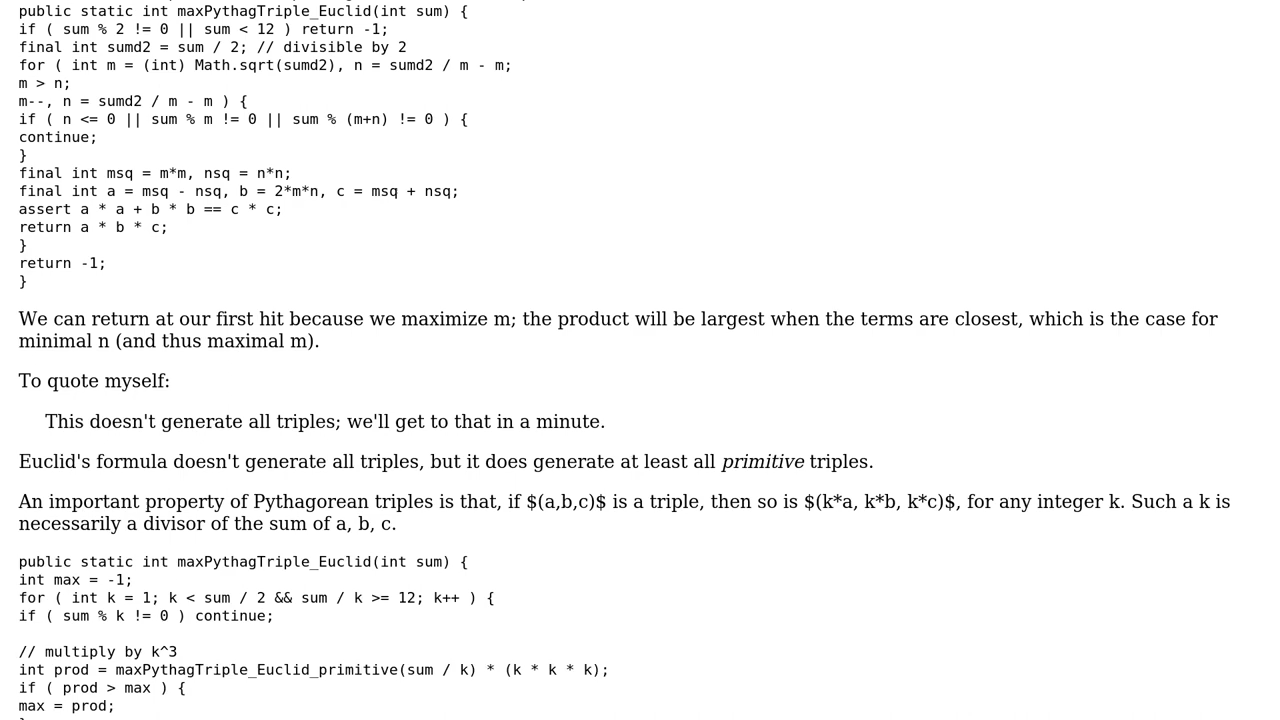 public static int maxPythagTriple_Euclid(int sum) {
if ( sum % 2 != 0 || sum < 12 ) return -1;
final int sumd2 = sum / 2; // divisible by 2
for ( int m = (int) Math.sqrt(sumd2), n = sumd2 / m - m;
m > n;
m--, n = sumd2 / m - m ) {
if ( n <= 0 || sum % m != 0 || sum % (m+n) != 0 ) {
continue;
}
final int msq = m*m, nsq = n*n;
final int a = msq - nsq, b = 2*m*n, c = msq + nsq;
assert a * a + b * b == c * c;
return a * b * c;
}
return -1;
}
We can return at our first hit because we maximize m; the product will be largest when the terms are closest, which is the case for
minimal n (and thus maximal m).
To quote myself:
This doesn't generate all triples; we'll get to that in a minute.
Euclid's formula doesn't generate all triples, but it does generate at least all primitive triples.
An important property of Pythagorean triples is that, if $(a,b,c)$ is a triple, then so is $(k*a, k*b, k*c)$, for any integer k. Such a k is
necessarily a divisor of the sum of a, b, c.
public static int maxPythagTriple_Euclid(int sum) {
int max = -1;
for ( int k = 1; k < sum / 2 && sum / k >= 12; k++ ) {
if ( sum % k != 0 ) continue;
// multiply by k^3
int prod = maxPythagTriple_Euclid_primitive(sum / k) * (k * k * k);
if ( prod > max ) {
max = prod;